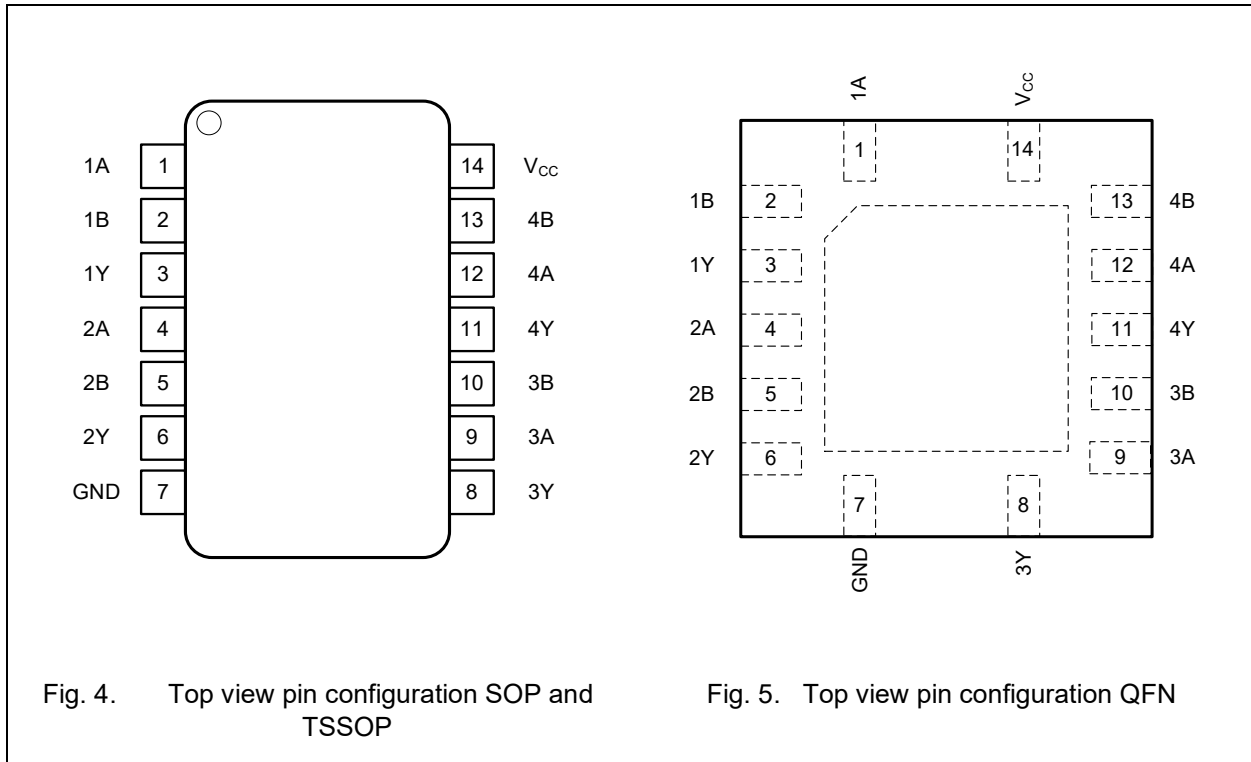 1A 1 14 VCC
1B 2 13 4B
1Y 3 12 4A
2A 4 11 4Y
2B 5 10 3B
2Y 6 9 3A
GND 7 8 3Y
Fig. 4. Top view pin configuration SOP and
TSSOP
1A VCC
1 14
1B 2 13 4B
1Y 3 12 4A
2A 4 11 4Y
2B 5 10 3B
2Y 6 9 3A
7 8
GND 3Y
Fig. 5. Top view pin configuration QFN